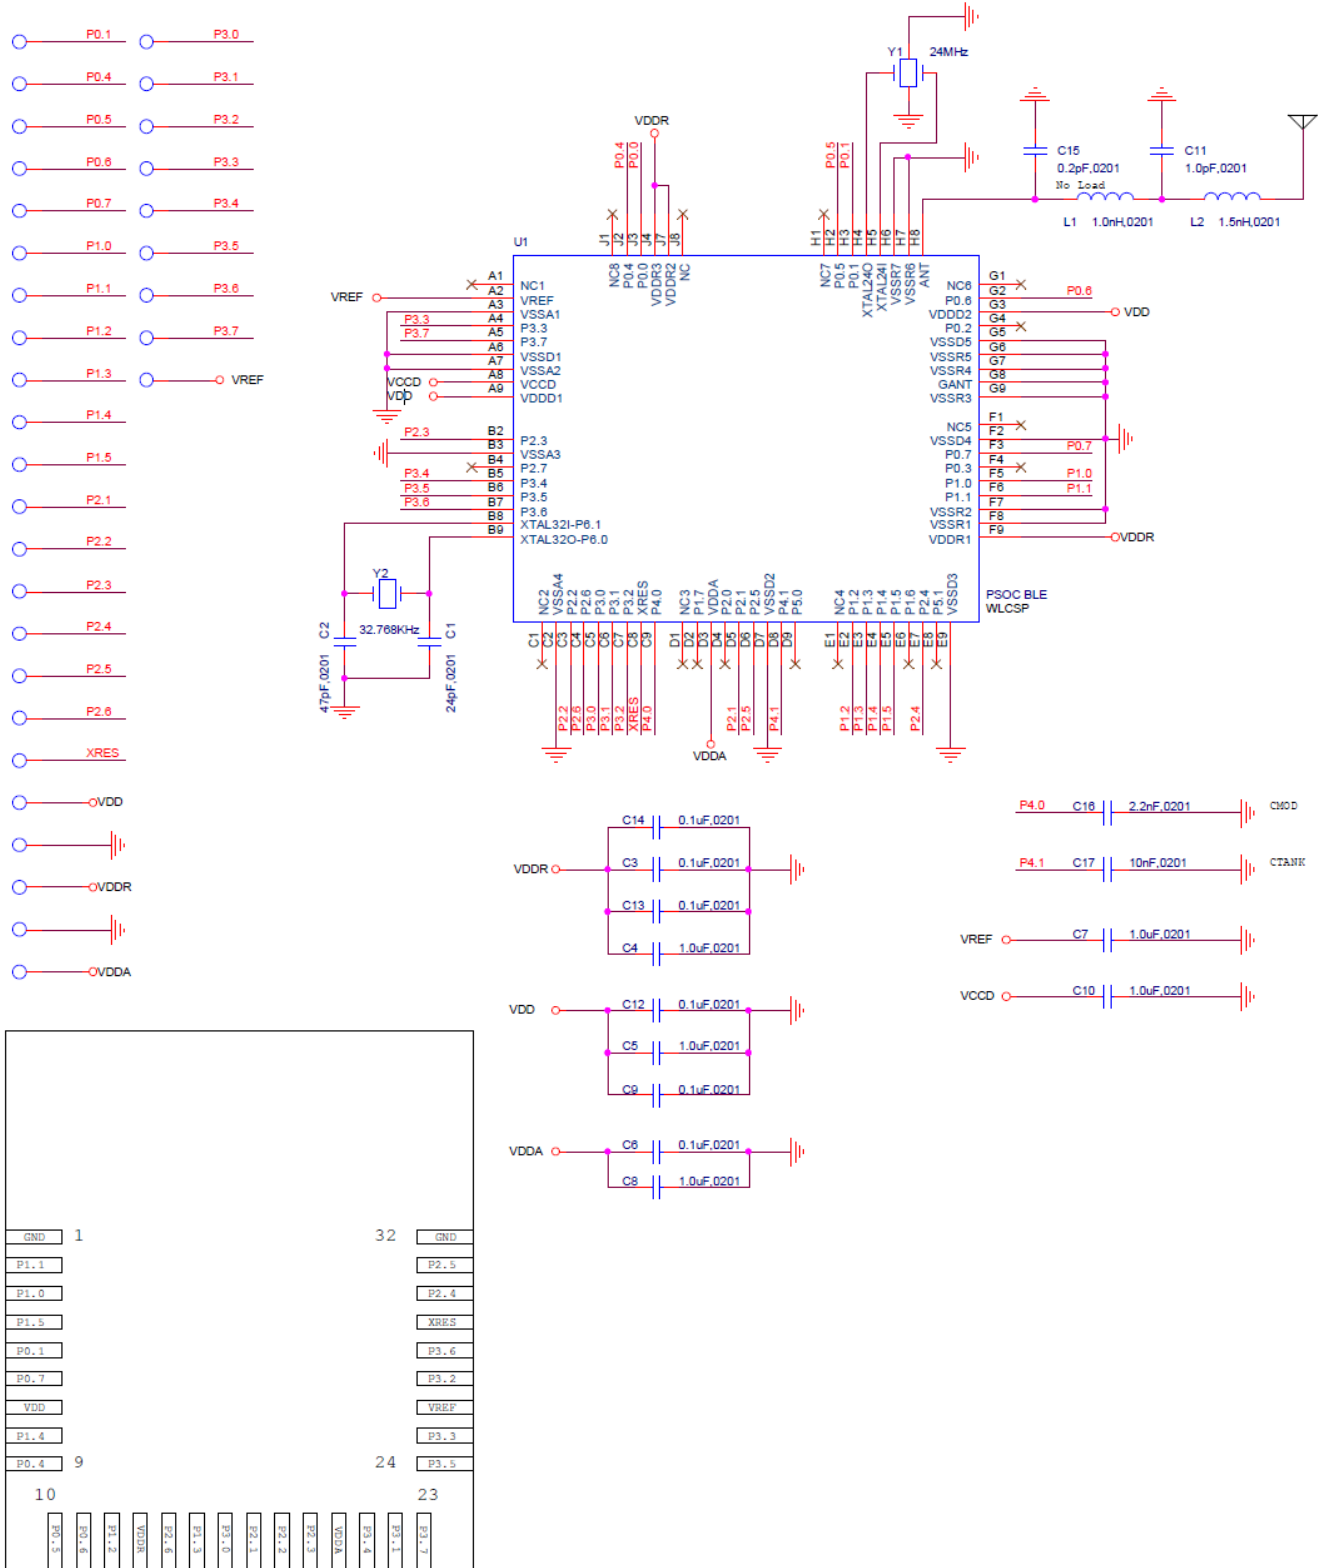 P0.1 P3.0
P0.4 P3.1
P0.5 P3.2
P0.6 P3.3
P0.7 P3.4
P1.0 P3.5
P1.1 P3.6
P1.2 P3.7
P1.3 VREF
P1.4
P1.5
P2.1
P2.2
P2.3
P2.4
P2.5
P2.6
XRES
VDD
VDDR
VDDA
Y1 24MHz
C15
0.2pF,0201
No Load
C11
1.0pF,0201
L1 1.0nH,0201
L2 1.5nH,0201
VDDR
P0.4
P0.0
P0.5
P0.1
U1
J1 J2 J3 J4 J7 J8
NC8 P0.4 P0.0 VDDR3 VDDR2 NC
H1 H2 H3 H4 H5 H6 H7 H8
NC7 P0.5 P0.1 XTAL24O XTAL24I VSSR7 VSSR6 ANT
A1 NC1
VREF A2 VREF
A3 VSSA1
P3.3 A4 P3.3
P3.7 A5 P3.7
A6 VSSD1
A7 VSSA2
VCCD A8 VCCD
VDD A9 VDDD1
P2.3 B2 P2.3
B3 VSSA3
B4 P2.7
P3.4 B5 P3.4
P3.5 B6 P3.5
P3.6 B7 P3.6
B8 XTAL32I-P6.1
B9 XTAL32O-P6.0
NC6 G1
P0.6 G2 P0.6
VDDD2 G3 VDD
P0.2 G4
VSSD5 G5
VSSR5 G6
VSSR4 G7
GANT G8
VSSR3 G9
NC5 F1
VSSD4 F2
P0.7 F3 P0.7
P0.3 F4
P1.0 F5 P1.0
P1.1 F6 P1.1
VSSR2 F7
VSSR1 F8
VDDR1 F9 VDDR
PSOC BLE
WLCSP
NC2 VSSA4 P2.2 P2.6 P3.0 P3.1 P3.2 XRES P4.0
C1 C2 C3 C4 C5 C6 C7 C8 C9
P2.2 P2.6 P3.0 P3.1 P3.2 XRES P4.0
NC3 P1.7 VDDA P2.0 P2.1 P2.5 VSSD2 P4.1 P5.0
D1 D2 D3 D4 D5 D6 D7 D8 D9
P2.1 P2.5 P4.1
VDDA
NC4 P1.2 P1.3 P1.4 P1.5 P1.6 P2.4 P5.1 VSSD3
E1 E2 E3 E4 E5 E6 E7 E8 E9
P1.2 P1.3 P1.4 P1.5 P2.4
Y2
32.768KHz
C2
47pF,0201
C1
24pF,0201
C14 0.1uF,0201
VDDR C3 0.1uF,0201
C13 0.1uF,0201
C4 1.0uF,0201
VDD C12 0.1uF,0201
C5 1.0uF,0201
C9 0.1uF,0201
VDDA C6 0.1uF,0201
C8 1.0uF,0201
P4.0 C16 2.2nF,0201 CMOD
P4.1 C17 10nF,0201 CTANK
VREF C7 1.0uF,0201
VCCD C10 1.0uF,0201
GND 1 32 GND
P1.1 P2.5
P1.0 P2.4
P1.5 XRES
P0.1 P3.6
P0.7 P3.2
VDD VREF
P1.4 P3.3
P0.4 9 24 P3.5
10 23
P0.5 P0.6 P1.2 VDDR P2.6 P1.3 P3.0 P2.1 P2.2 P2.3 VDDA P3.4 P3.1 P3.7